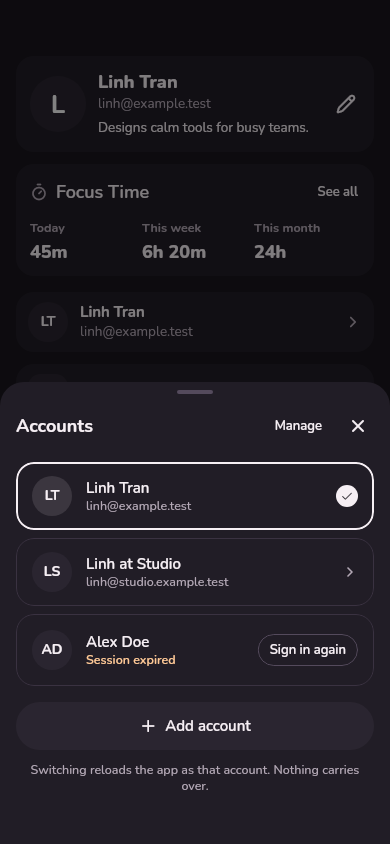 L
Linh Tran
linh@example.test
Designs calm tools for busy teams.
Focus Time
See all
Today
This week
This month
45m
6h 20m
24h
LT
Linh Tran
linh@example.test
Accounts
Manage
LT
Linh Tran
linh@example.test
LS
Linh at Studio
linh@studio.example.test
AD
Alex Doe
Session expired
Sign in again
Add account
Switching reloads the app as that account. Nothing carries
over.